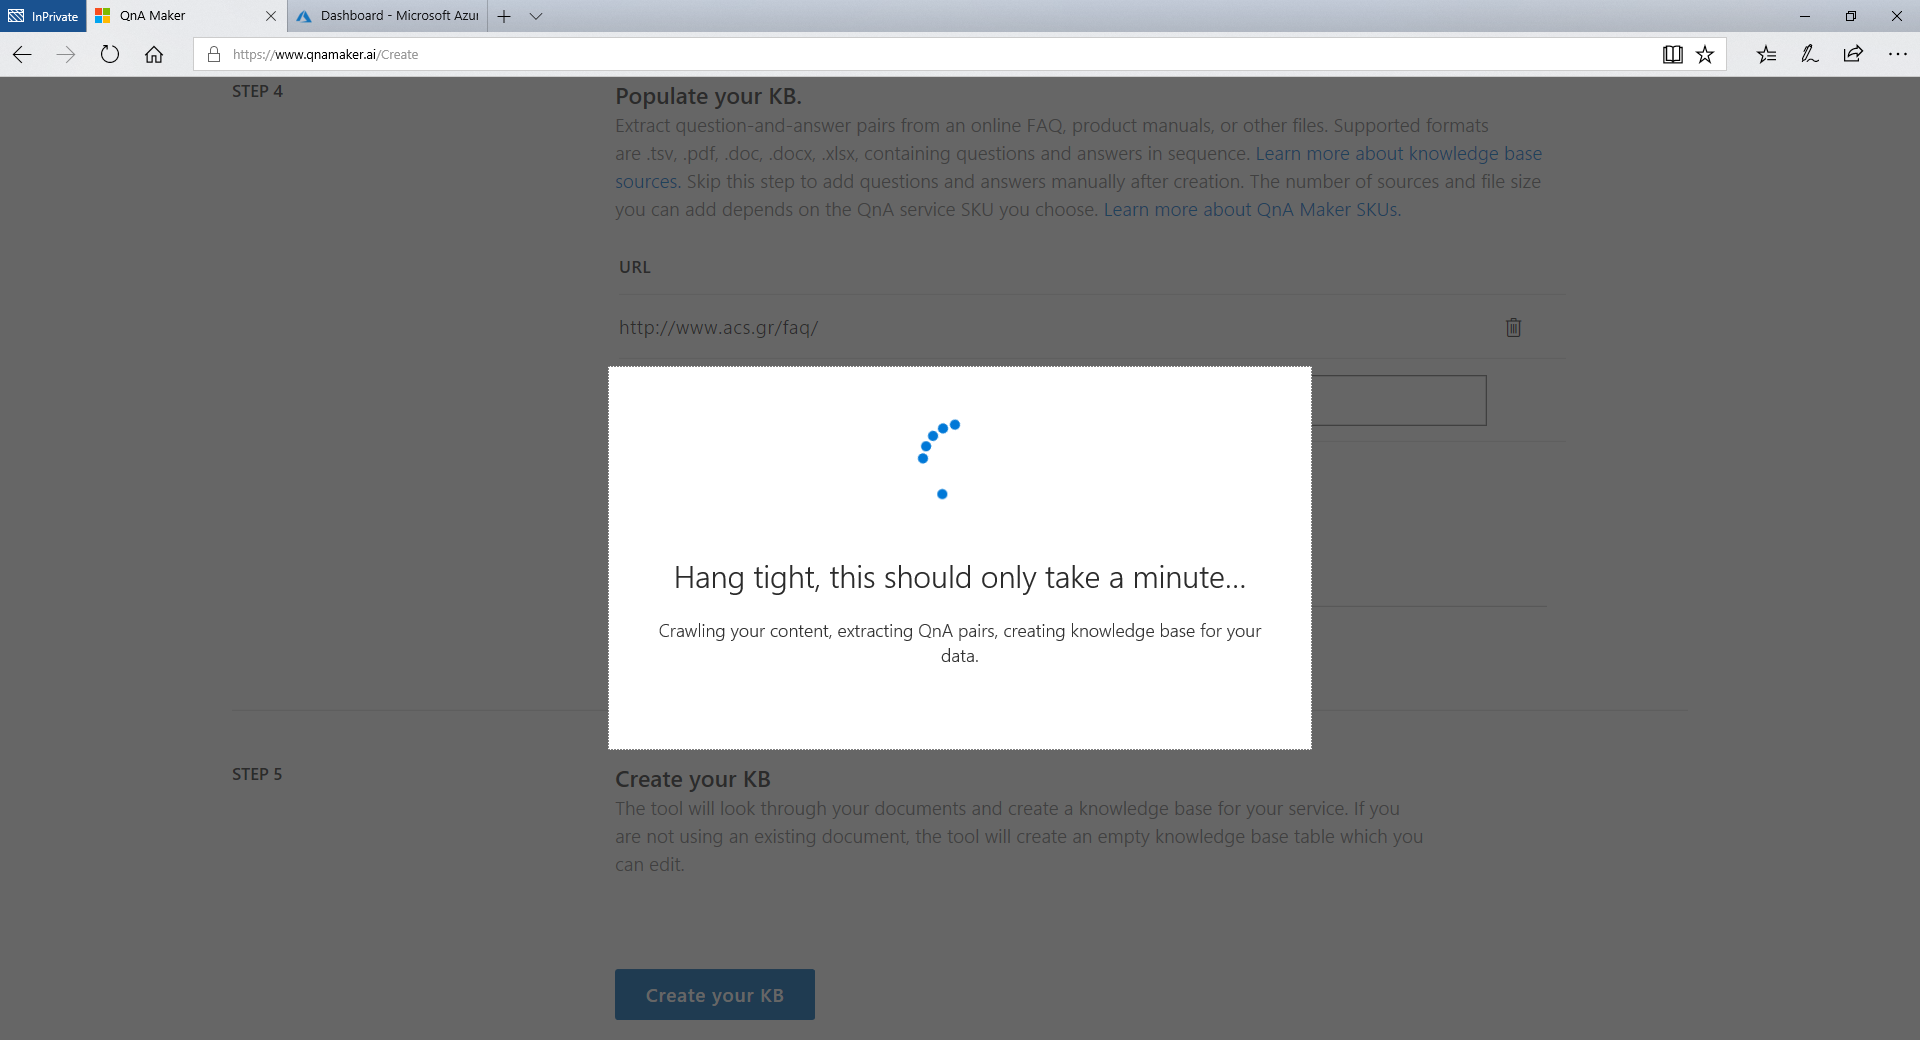 InPrivate
QnA Maker
Dashboard - Microsoft Azu
https://www.qnamaker.ai/Create
STEP 4
Populate your KB.
Extract question-and-answer pairs from an online FAQ, product manuals, or other files. Supported formats
are .tsv, .pdf, .doc, .docx, .xlsx, containing questions and answers in sequence. Learn more about knowledge base
sources. Skip this step to add questions and answers manually after creation. The number of sources and file size
you can add depends on the QnA service SKU you choose. Learn more about QnA Maker SKUs.
URL
http://www.acs.gr/faq/
Hang tight, this should only take a minute...
Crawling your content, extracting QnA pairs, creating knowledge base for your
data.
STEP 5
Create your KB
The tool will look through your documents and create a knowledge base for your service. If you
are not using an existing document, the tool will create an empty knowledge base table which you
can edit.
Create your KB